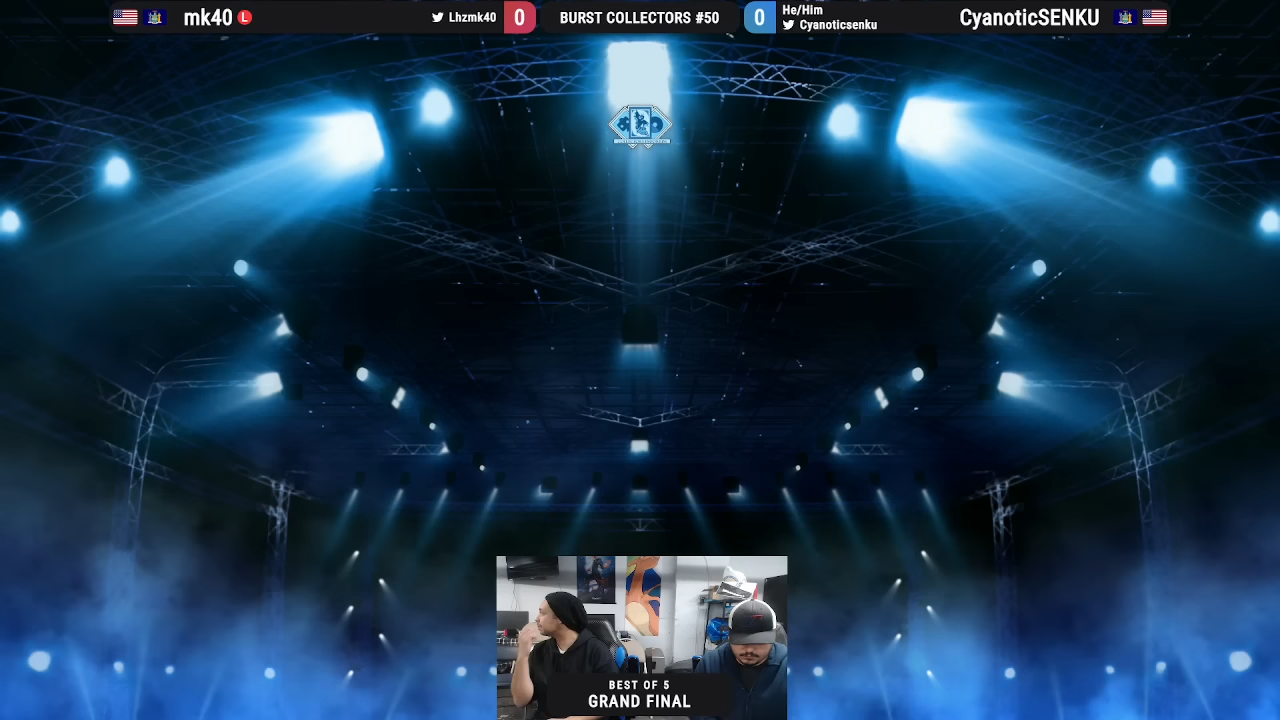 mk40 L
Lhzmk40
0
BURST COLLECTORS #50
0
He/Him
Cyanoticsenku
CyanoticSENKU
BEST OF 5
GRAND FINAL